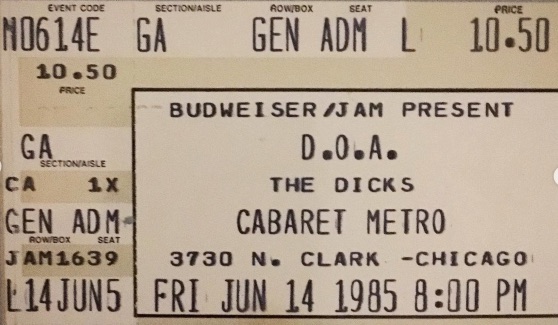 EVENT CODE SECTION/AISLE ROW/BOX SEAT PRICE
M0614E GA GEN ADM L 10.50
10.50
PRICE
BUDWEISER/JAM PRESENT
GA
SECTION/AISLE
D.O.A.
CA 1X
THE DICKS
GEN ADM
ROW/BOX SEAT
CABARET METRO
JAM1639
3730 N. CLARK -CHICAGO
L14JUN5
FRI JUN 14 1985 8:00 PM